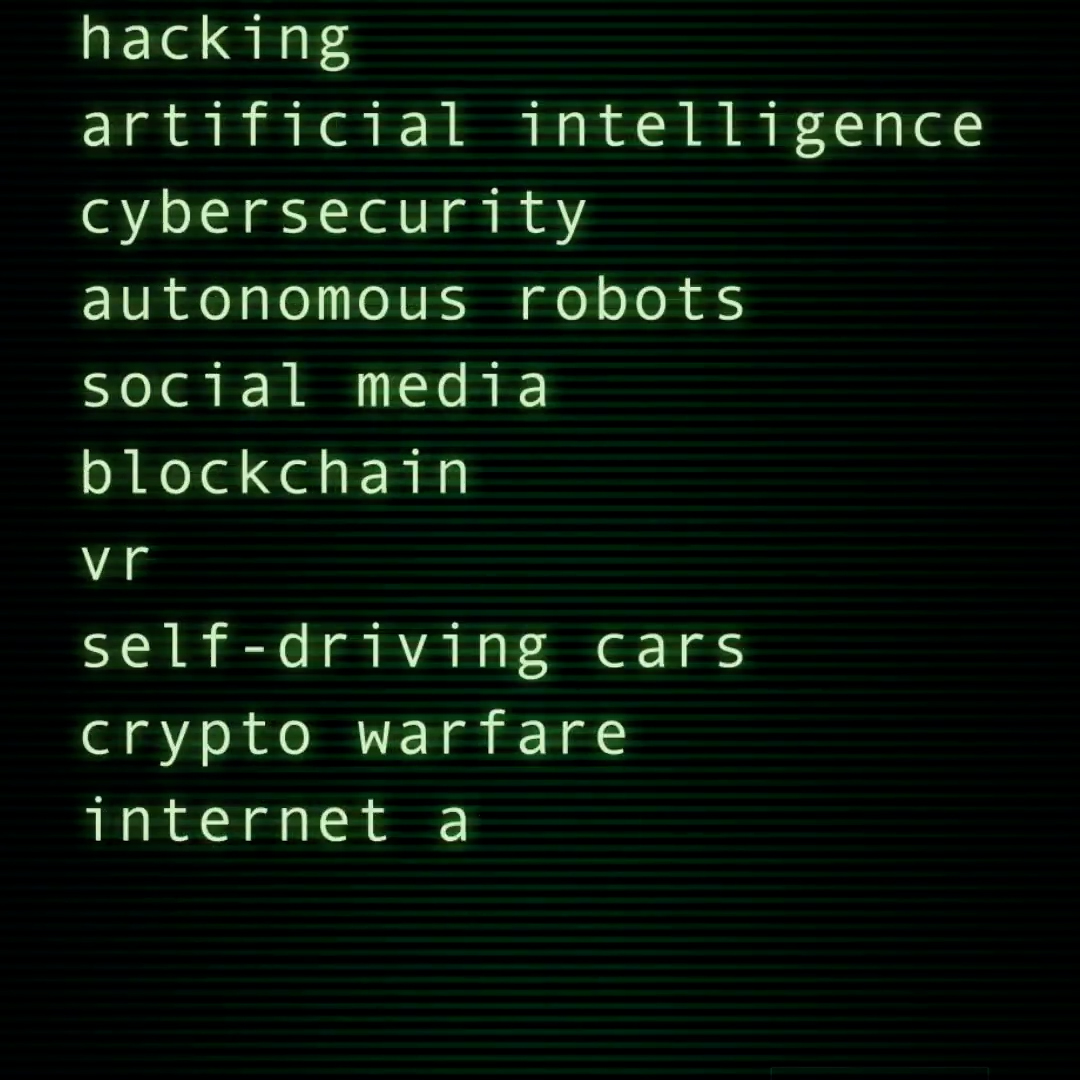 hacking
artificial intelligence
cybersecurity
autonomous robots
social media
blockchain
vr
self-driving cars
crypto warfare
internet a